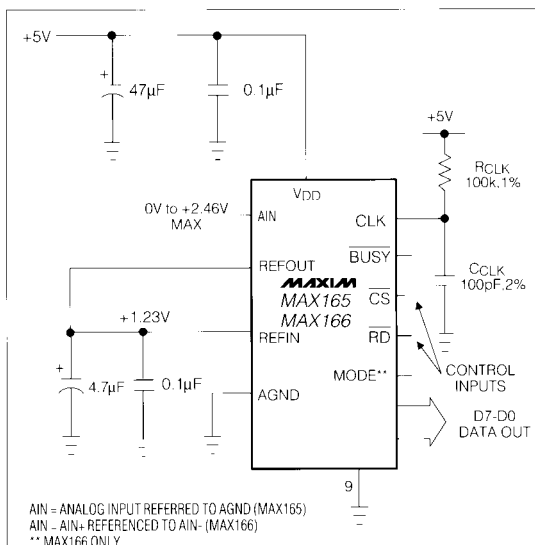 +5V
+
47µF
0.1µF
+5V
RCLK
100k,1%
VDD
0V to +2.46V
MAX
AIN
CLK
REFOUT
BUSY
CCLK
100pF,2%
MAXIM
MAX165
MAX166
CS
+1.23V
REFIN
RD
+
4.7µF
0.1µF
MODE**
CONTROL
INPUTS
AGND
D7-D0
DATA OUT
9
AIN = ANALOG INPUT REFERRED TO AGND (MAX165)
AIN - AIN+ REFERENCED TO AIN- (MAX166)
** MAX166 ONLY